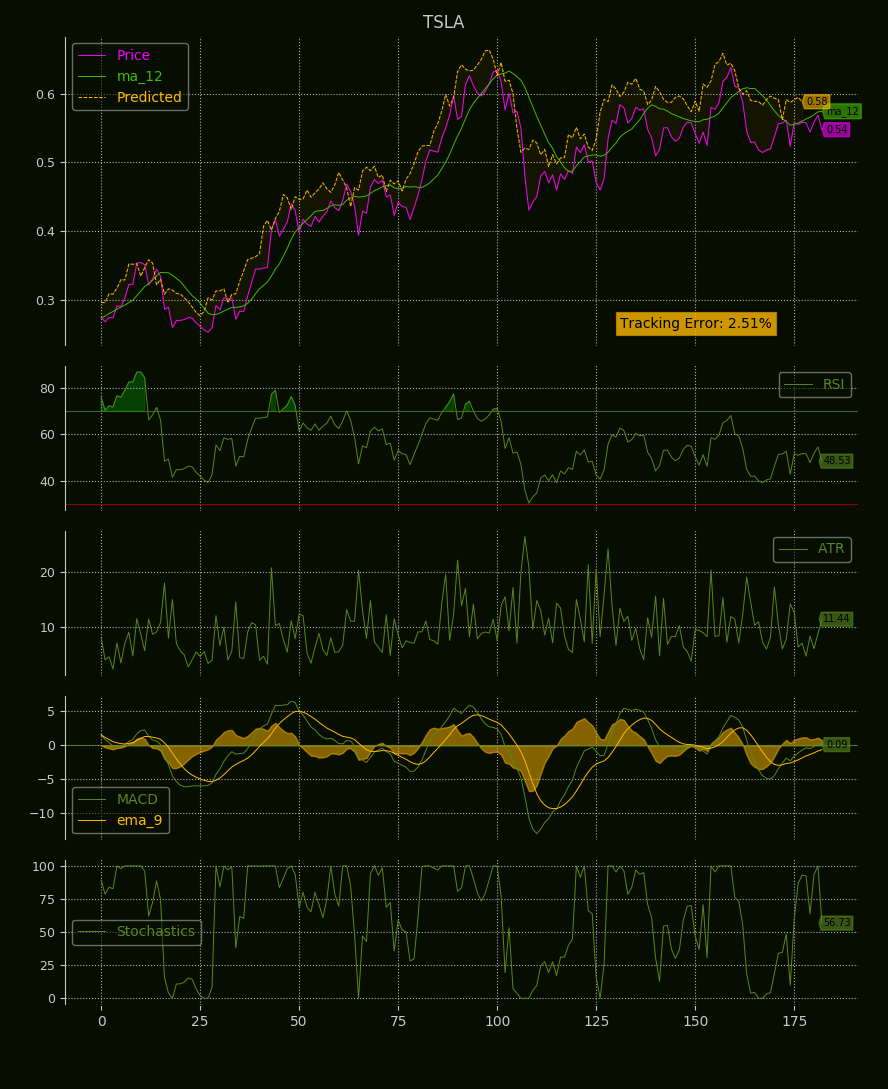 TSLA
Price
ma_12
Predicted
0.6
0.5
0.4
0.3
0.58
ma_12
0.54
Tracking Error: 2.51%
80
60
40
RSI
48.53
20
10
ATR
11.44
5
0
−5
−10
0.09
MACD
ema_9
100
75
50
25
0
Stochastics
56.73
0 25 50 75 100 125 150 175